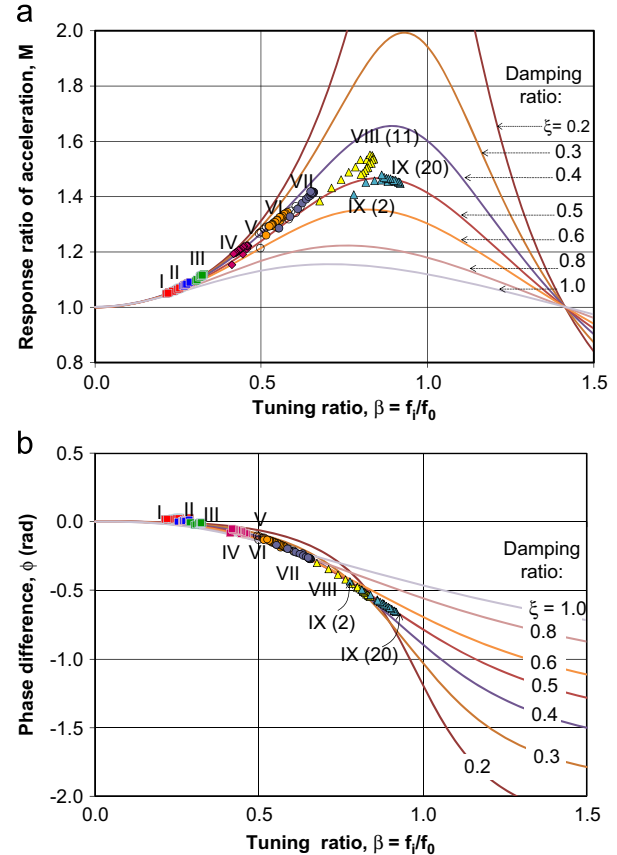 a
2.0
1.8
1.6
1.4
1.2
1.0
0.8
Response ratio of acceleration, M
Damping
ratio:
ξ= 0.2
0.3
0.4
0.5
0.6
0.8
1.0
VIII (11)
IX (20)
VII
IX (2)
VI
V
IV
III
II
I
0.0
0.5
1.0
1.5
Tuning ratio, β = fi/f0
b
0.5
0.0
-0.5
-1.0
-1.5
-2.0
Phase difference, ϕ (rad)
I
II
III
V
IV
VI
VII
VIII
IX (2)
IX (20)
Damping
ratio:
ξ = 1.0
0.8
0.6
0.5
0.4
0.3
0.2
0.0
0.5
1.0
1.5
Tuning ratio, β = fi/f0